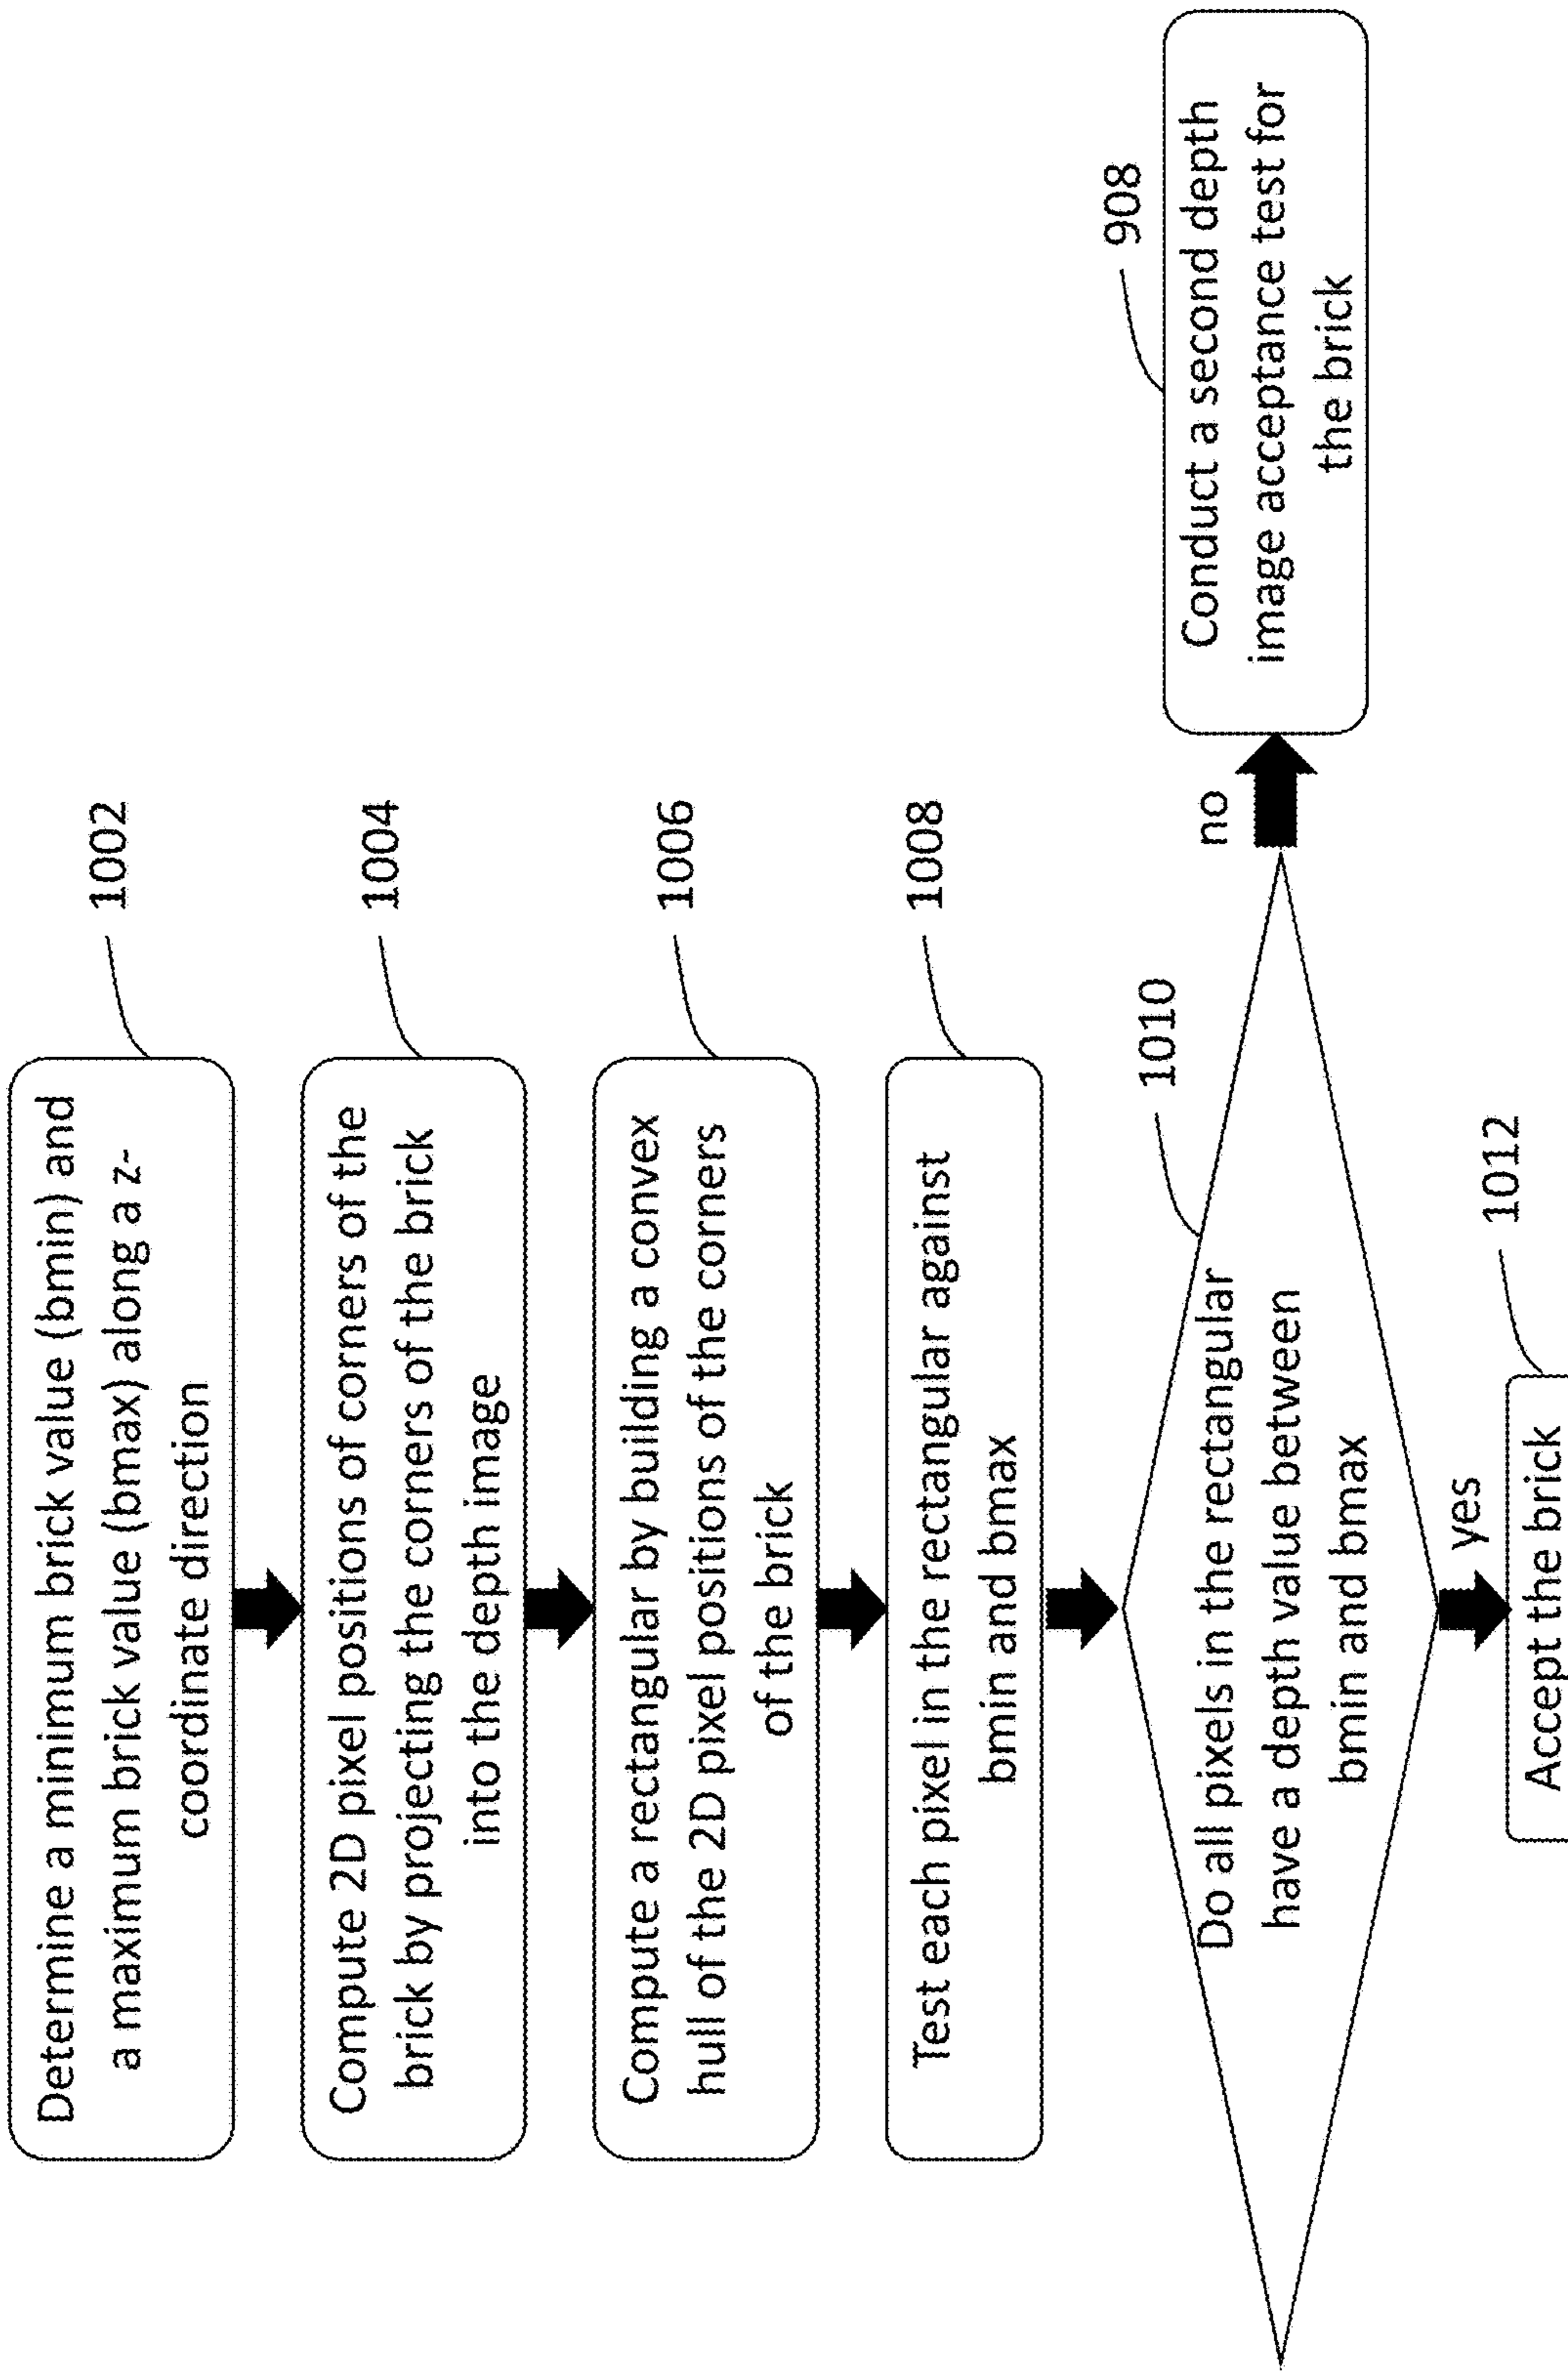 Determine a minimum brick value (bmin) and
a maximum brick value (bmax) along a z-
coordinate direction
1002
Compute 2D pixel positions of corners of the
brick by projecting the corners of the brick
into the depth image
1004
Compute a rectangular by building a convex
hull of the 2D pixel positions of the corners
of the brick
1006
Test each pixel in the rectangular against
bmin and bmax
1008
Do all pixels in the rectangular
have a depth value between
bmin and bmax
1010
no
Conduct a second depth
image acceptance test for
the brick
908
yes
Accept the brick
1012